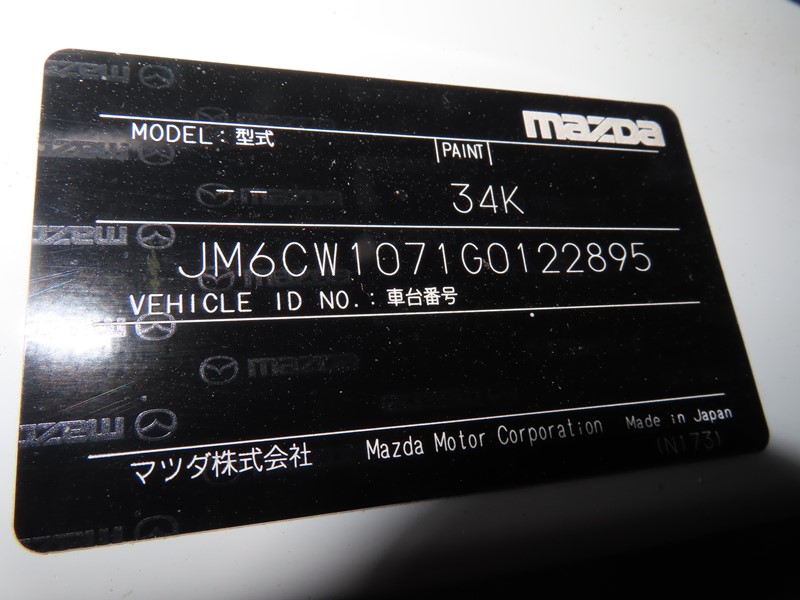 mazda
MODEL：型式
PAINT
-- 34K
JM6CW1071G0122895
VEHICLE ID NO.：車台番号
マツダ株式会社 Mazda Motor Corporation Made in Japan
(N173)